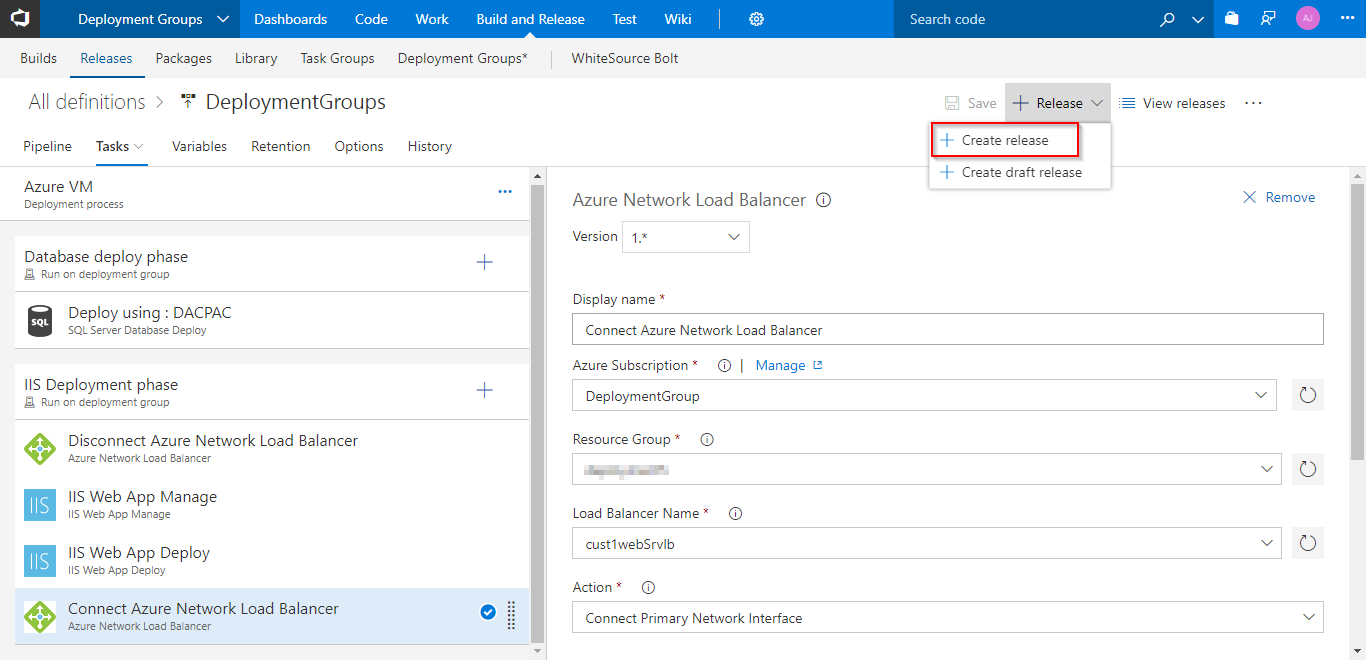 Deployment Groups Dashboards Code Work Build and Release Test Wiki Search code AJ ...
Builds Releases Packages Library Task Groups Deployment Groups* WhiteSource Bolt
All definitions > DeploymentGroups Save + Release View releases ...
+ Create release
+ Create draft release
Pipeline Tasks Variables Retention Options History
Azure VM ...
Deployment process
Database deploy phase +
Run on deployment group
SQL Deploy using : DACPAC
SQL Server Database Deploy
IIS Deployment phase +
Run on deployment group
Disconnect Azure Network Load Balancer
Azure Network Load Balancer
IIS IIS Web App Manage
IIS Web App Manage
IIS IIS Web App Deploy
IIS Web App Deploy
Connect Azure Network Load Balancer
Azure Network Load Balancer
Azure Network Load Balancer Remove
Version 1.*
Display name *
Connect Azure Network Load Balancer
Azure Subscription * | Manage
DeploymentGroup
Resource Group *
Load Balancer Name *
cust1webSrvlb
Action *
Connect Primary Network Interface